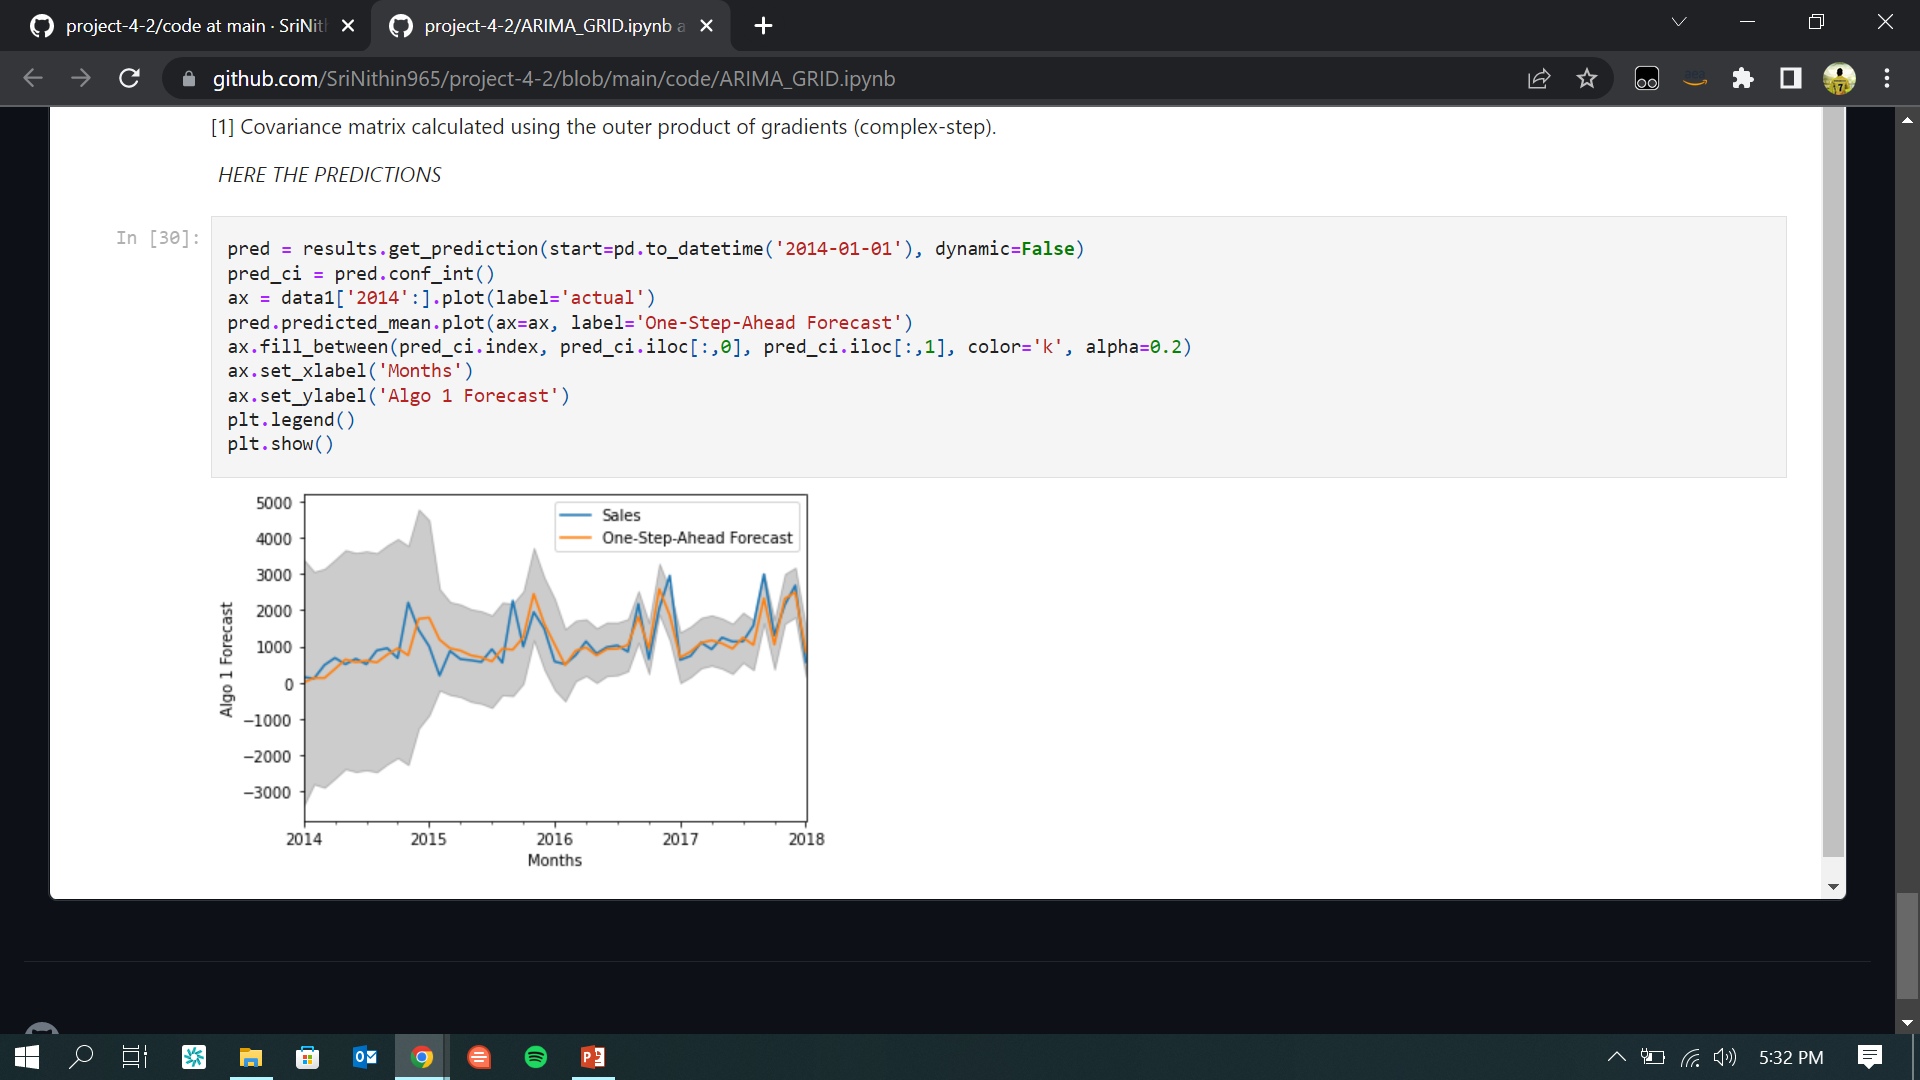 project-4-2/code at main · SriNith
project-4-2/ARIMA_GRID.ipynb a
github.com/SriNithin965/project-4-2/blob/main/code/ARIMA_GRID.ipynb
[1] Covariance matrix calculated using the outer product of gradients (complex-step).
HERE THE PREDICTIONS
In [30]:
pred = results.get_prediction(start=pd.to_datetime('2014-01-01'), dynamic=False)
pred_ci = pred.conf_int()
ax = data1['2014':].plot(label='actual')
pred.predicted_mean.plot(ax=ax, label='One-Step-Ahead Forecast')
ax.fill_between(pred_ci.index, pred_ci.iloc[:,0], pred_ci.iloc[:,1], color='k', alpha=0.2)
ax.set_xlabel('Months')
ax.set_ylabel('Algo 1 Forecast')
plt.legend()
plt.show()
Sales
One-Step-Ahead Forecast
5000
4000
3000
2000
1000
0
−1000
−2000
−3000
Algo 1 Forecast
2014 2015 2016 2017 2018
Months
5:32 PM